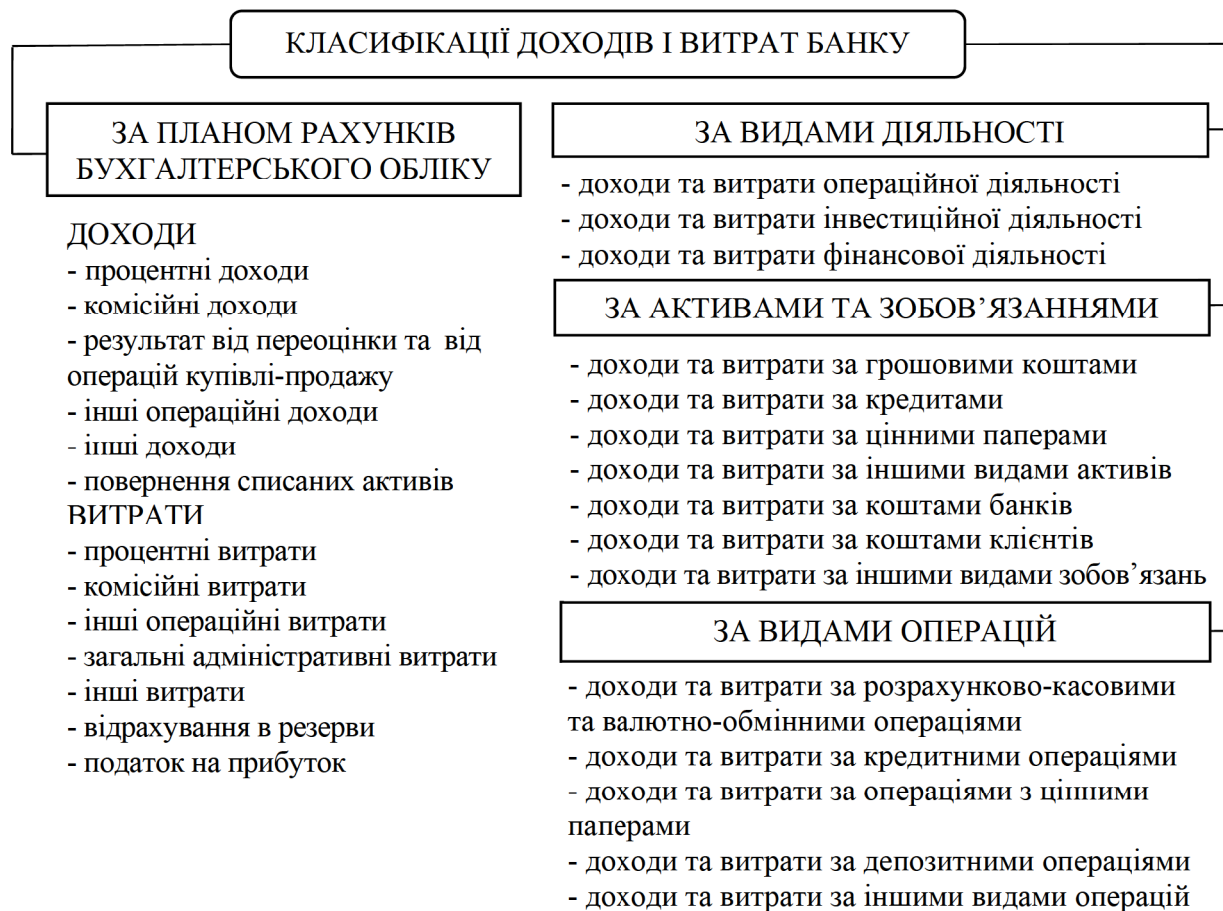 КЛАСИФІКАЦІЇ ДОХОДІВ І ВИТРАТ БАНКУ
ЗА ПЛАНОМ РАХУНКІВ
БУХГАЛТЕРСЬКОГО ОБЛІКУ
ДОХОДИ
- процентні доходи
- комісійні доходи
- результат від переоцінки та від
операцій купівлі-продажу
- інші операційні доходи
- інші доходи
- повернення списаних активів
ВИТРАТИ
- процентні витрати
- комісійні витрати
- інші операційні витрати
- загальні адміністративні витрати
- інші витрати
- відрахування в резерви
- податок на прибуток
ЗА ВИДАМИ ДІЯЛЬНОСТІ
- доходи та витрати операційної діяльності
- доходи та витрати інвестиційної діяльності
- доходи та витрати фінансової діяльності
ЗА АКТИВАМИ ТА ЗОБОВ’ЯЗАННЯМИ
- доходи та витрати за грошовими коштами
- доходи та витрати за кредитами
- доходи та витрати за цінними паперами
- доходи та витрати за іншими видами активів
- доходи та витрати за коштами банків
- доходи та витрати за коштами клієнтів
- доходи та витрати за іншими видами зобов’язань
ЗА ВИДАМИ ОПЕРАЦІЙ
- доходи та витрати за розрахунково-касовими
та валютно-обмінними операціями
- доходи та витрати за кредитними операціями
- доходи та витрати за операціями з цінними
паперами
- доходи та витрати за депозитними операціями
- доходи та витрати за іншими видами операцій